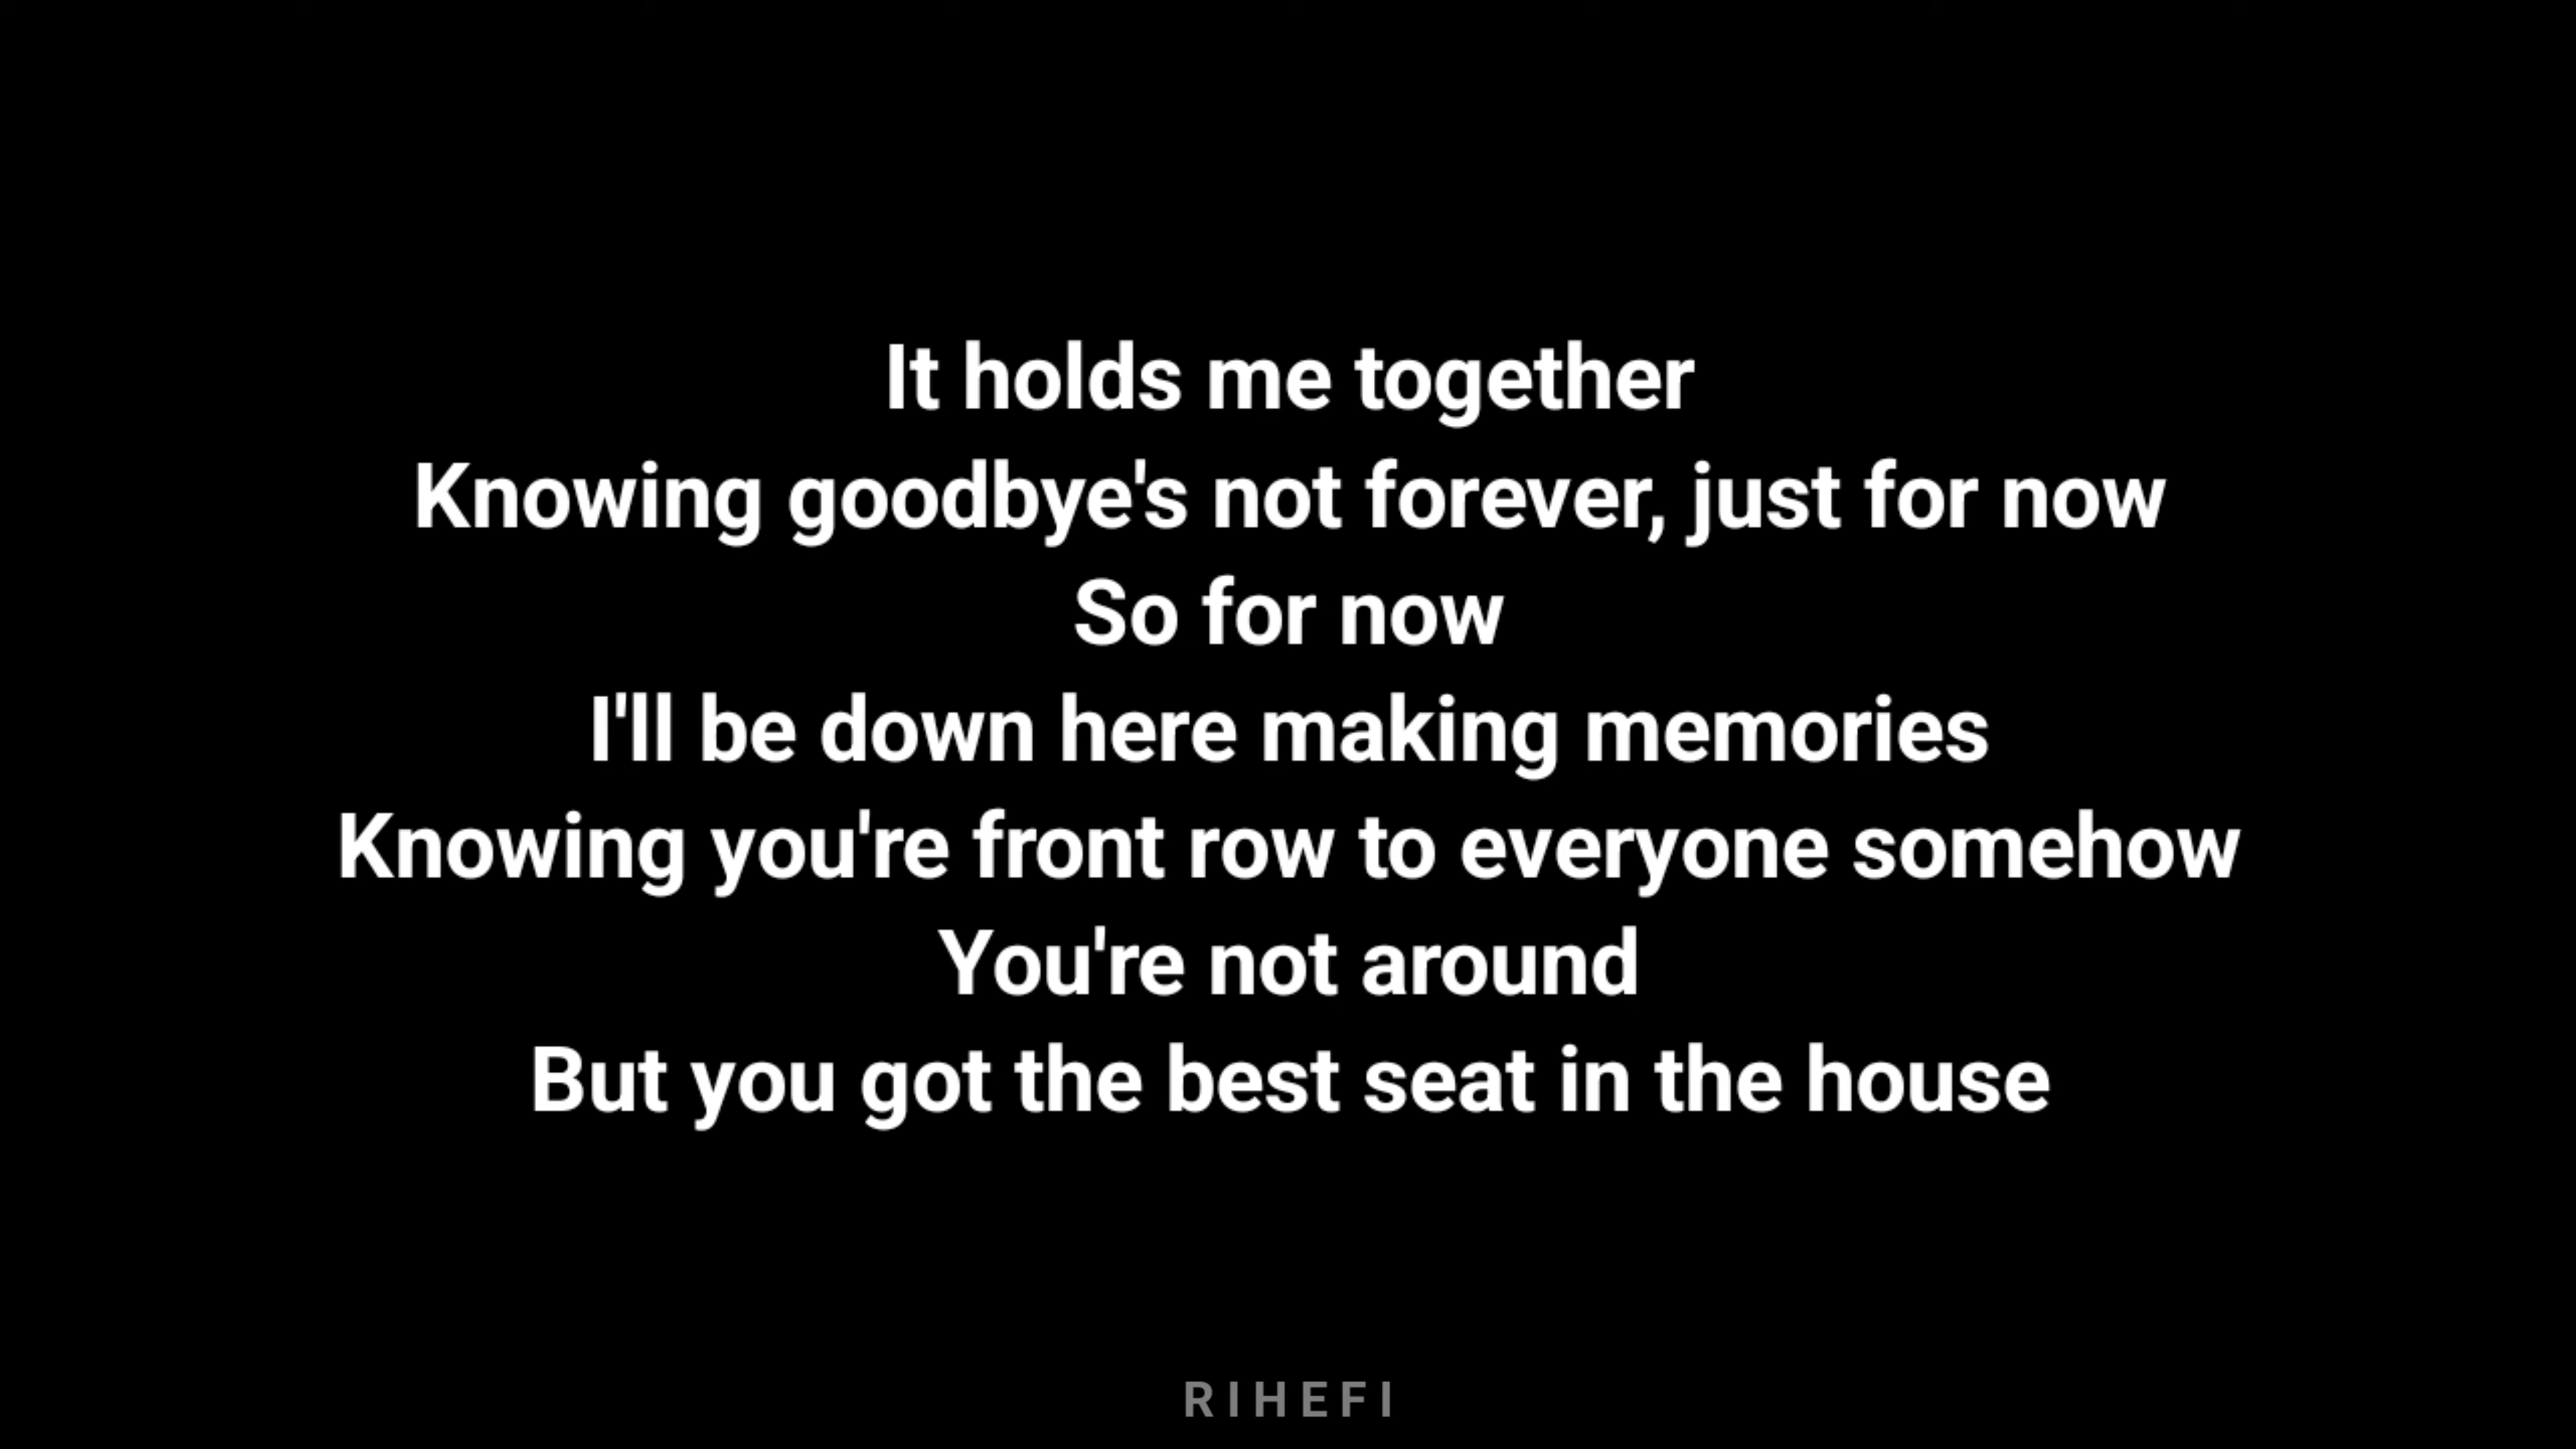 It holds me together
Knowing goodbye's not forever, just for now
So for now
I'll be down here making memories
Knowing you're front row to everyone somehow
You're not around
But you got the best seat in the house
RIHEFI